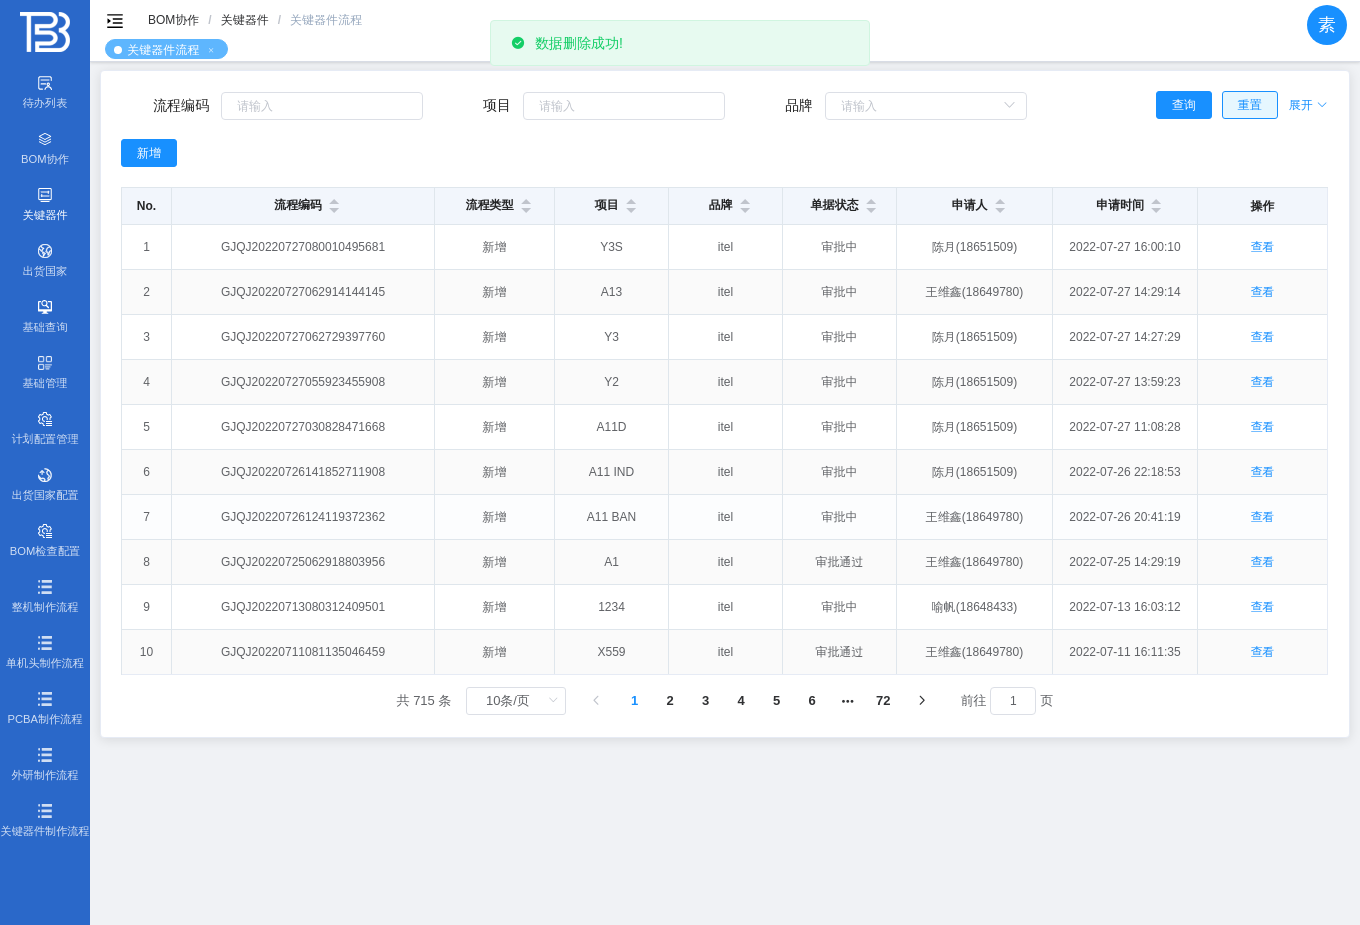 BOM协作 / 关键器件 / 关键器件流程
素
数据删除成功!
关键器件流程 ×
待办列表
BOM协作
关键器件
出货国家
基础查询
基础管理
计划配置管理
出货国家配置
BOM检查配置
整机制作流程
单机头制作流程
PCBA制作流程
外研制作流程
关键器件制作流程
流程编码 请输入 项目 请输入 品牌 请输入 查询 重置 展开
新增
No. 流程编码 流程类型 项目 品牌 单据状态 申请人 申请时间 操作
1 GJQJ20220727080010495681 新增 Y3S itel 审批中 陈月(18651509) 2022-07-27 16:00:10 查看
2 GJQJ20220727062914144145 新增 A13 itel 审批中 王维鑫(18649780) 2022-07-27 14:29:14 查看
3 GJQJ20220727062729397760 新增 Y3 itel 审批中 陈月(18651509) 2022-07-27 14:27:29 查看
4 GJQJ20220727055923455908 新增 Y2 itel 审批中 陈月(18651509) 2022-07-27 13:59:23 查看
5 GJQJ20220727030828471668 新增 A11D itel 审批中 陈月(18651509) 2022-07-27 11:08:28 查看
6 GJQJ20220726141852711908 新增 A11 IND itel 审批中 陈月(18651509) 2022-07-26 22:18:53 查看
7 GJQJ20220726124119372362 新增 A11 BAN itel 审批中 王维鑫(18649780) 2022-07-26 20:41:19 查看
8 GJQJ20220725062918803956 新增 A1 itel 审批通过 王维鑫(18649780) 2022-07-25 14:29:19 查看
9 GJQJ20220713080312409501 新增 1234 itel 审批中 喻帆(18648433) 2022-07-13 16:03:12 查看
10 GJQJ20220711081135046459 新增 X559 itel 审批通过 王维鑫(18649780) 2022-07-11 16:11:35 查看
共 715 条 10条/页 1 2 3 4 5 6 ••• 72 前往 1 页